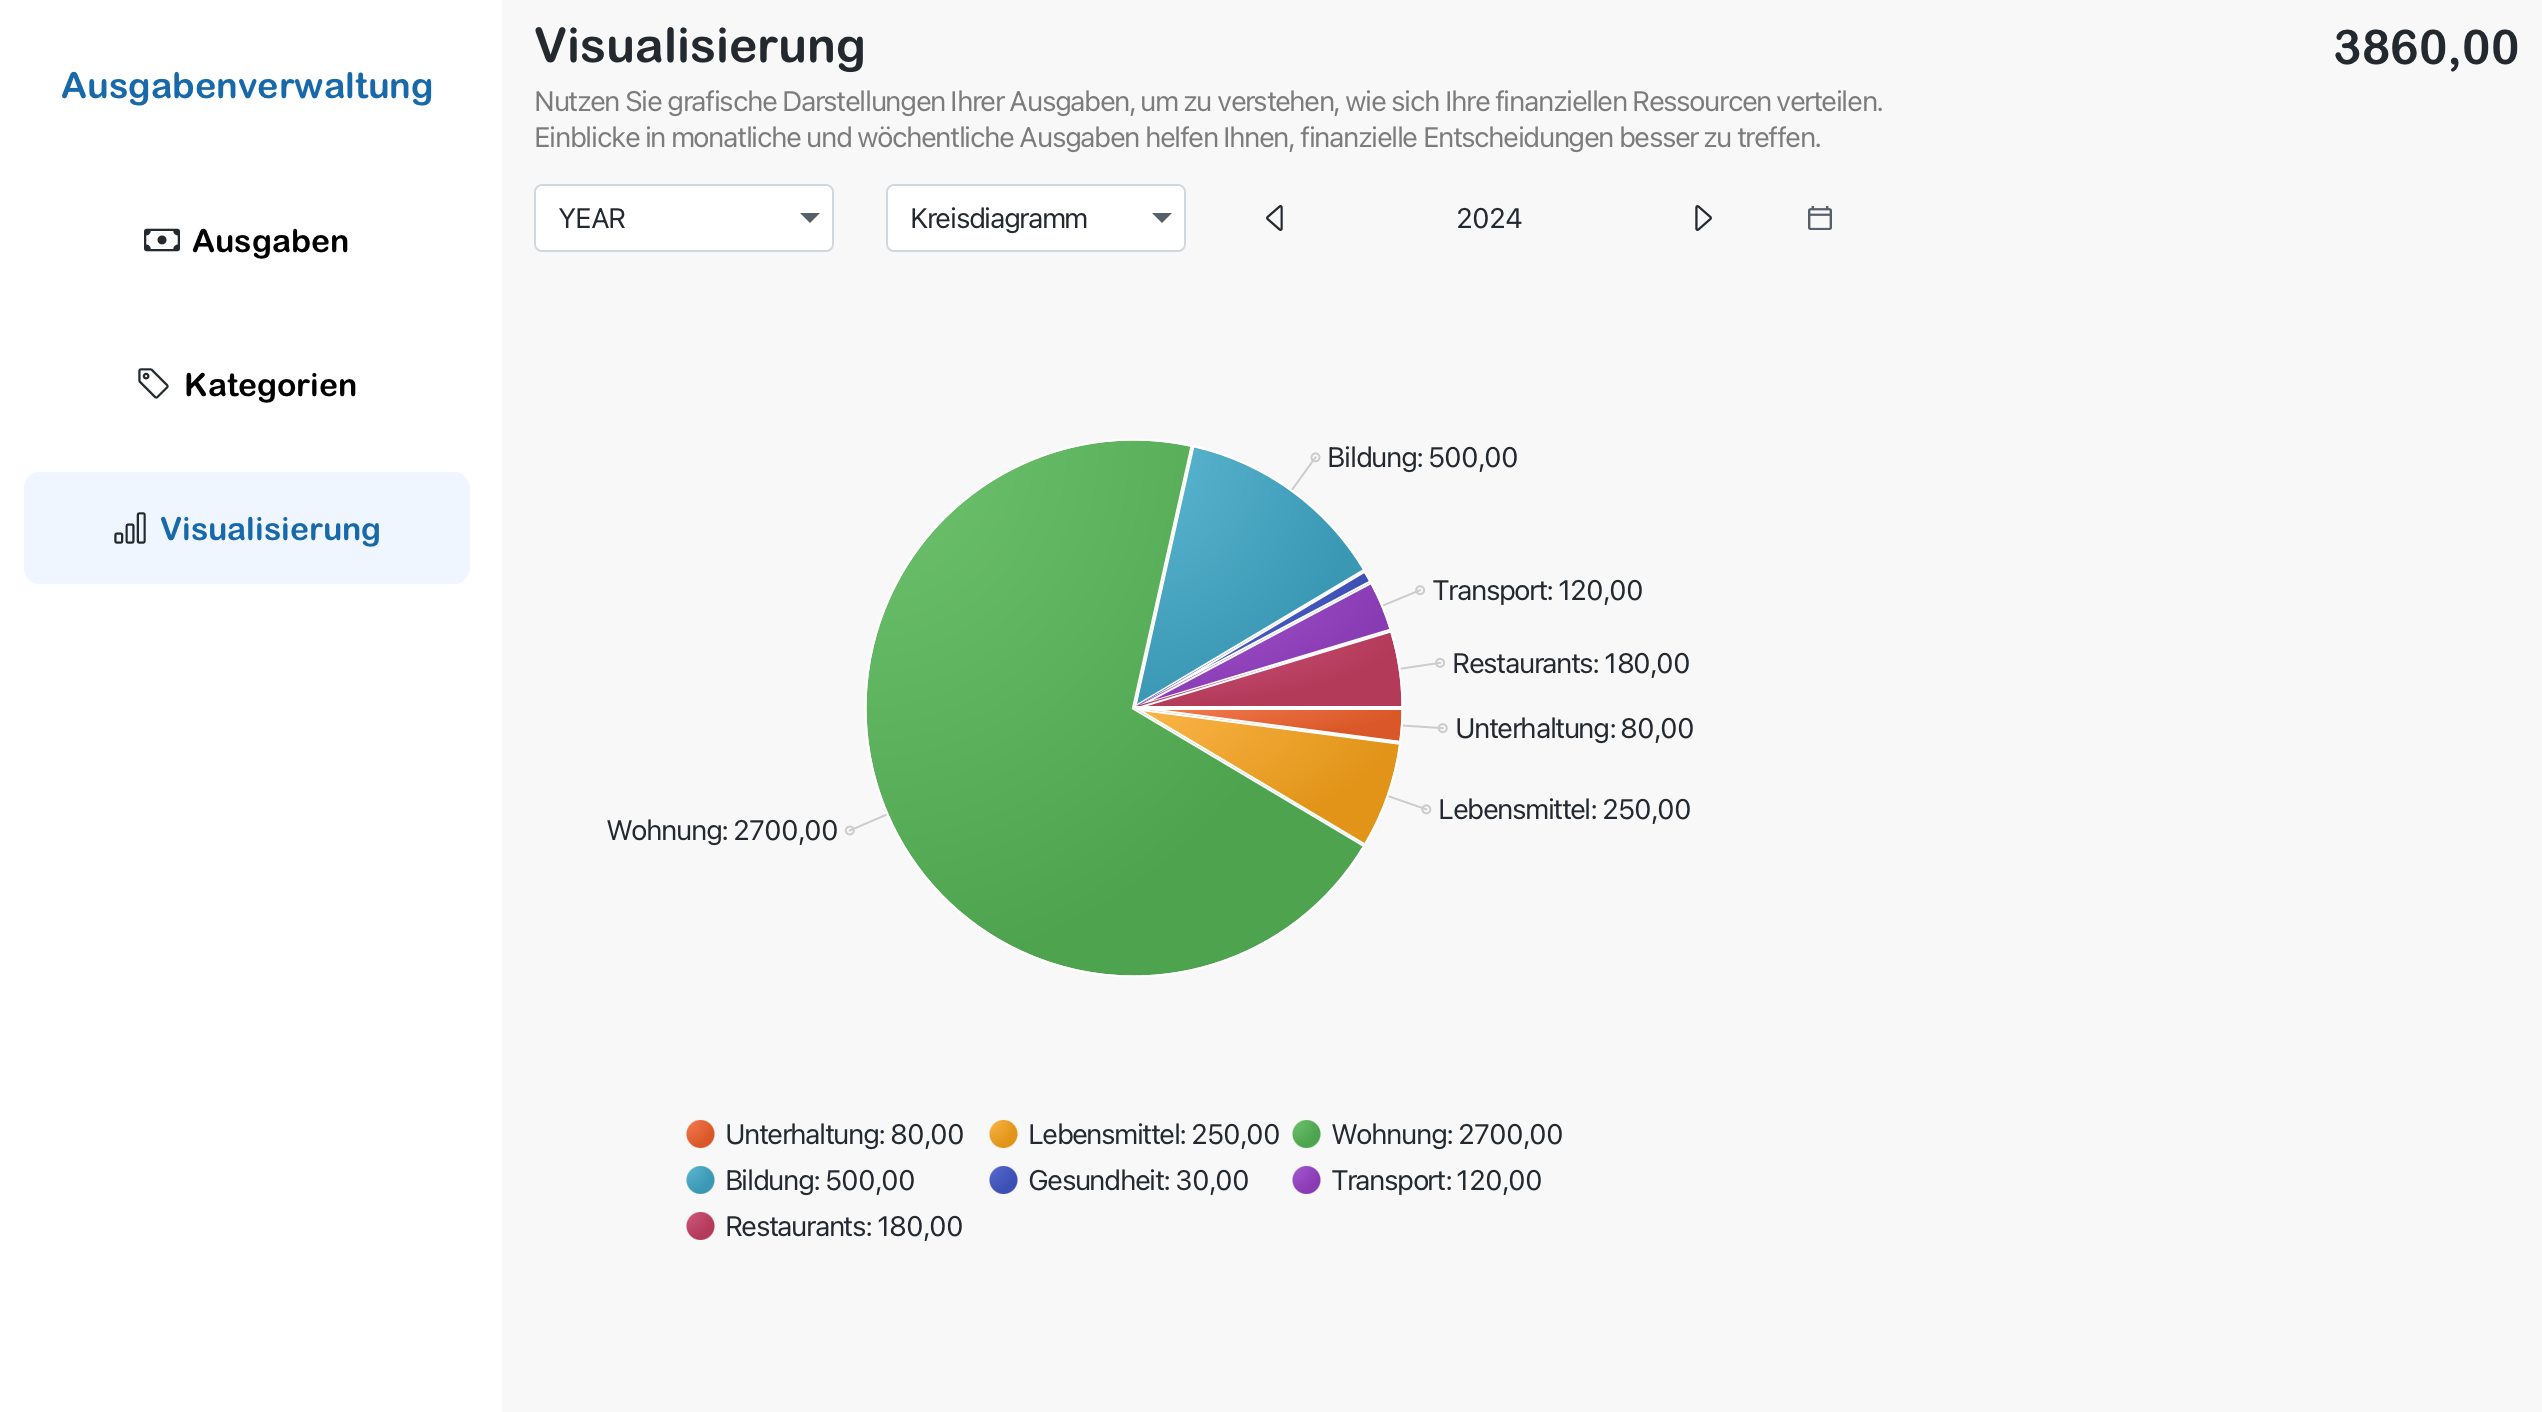 Ausgabenverwaltung
Ausgaben
Kategorien
Visualisierung
Visualisierung
3860,00
Nutzen Sie grafische Darstellungen Ihrer Ausgaben, um zu verstehen, wie sich Ihre finanziellen Ressourcen verteilen.
Einblicke in monatliche und wöchentliche Ausgaben helfen Ihnen, finanzielle Entscheidungen besser zu treffen.
YEAR
Kreisdiagramm
2024
Bildung: 500,00
Transport: 120,00
Restaurants: 180,00
Unterhaltung: 80,00
Lebensmittel: 250,00
Wohnung: 2700,00
Unterhaltung: 80,00
Lebensmittel: 250,00
Wohnung: 2700,00
Bildung: 500,00
Gesundheit: 30,00
Transport: 120,00
Restaurants: 180,00